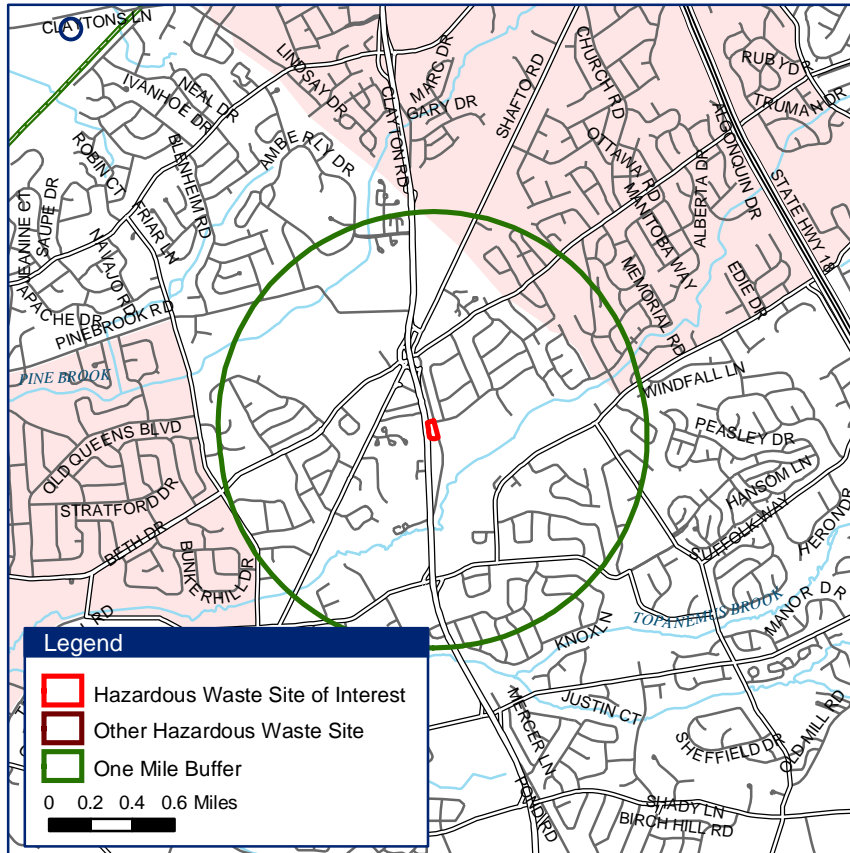 CLAYTONS LN
LINDSAY DR
MARC DR
GARY DR
CHURCH RD
RUBY D
TRUMAN DR
NEAL DR
IVANHOE DR
CLAYTON RD
SHAFTO RD
ALGONQUIN DR
ROBIN CT
BLENHEIM RD
AMBERLY DR
OTTAWA RD
MANITOBA WAY
ALBERTA DR
STATE HWY 18
JEANINE CT
SAUPE DR
FRIAR LN
NAVAJO RD
APACHE DR
PINEBROOK RD
MEMORIAL RD
EDIE DR
PINE BROOK
WINDFALL LN
OLD QUEENS BLVD
PEASLEY DR
STRATFORD DR
HANSOM LN
BETH DR
SUFFOLK WAY
HERON DR
BUNKERHILL DR
TOPANEMUS BROOK
MANOR DR
RD
KNOX LN
MERCER LN
JUSTIN CT
SHEFFIELD DR
OLD MILL RD
POND RD
SHADY LN
BIRCH HILL RD
Legend
Hazardous Waste Site of Interest
Other Hazardous Waste Site
One Mile Buffer
0 0.2 0.4 0.6 Miles